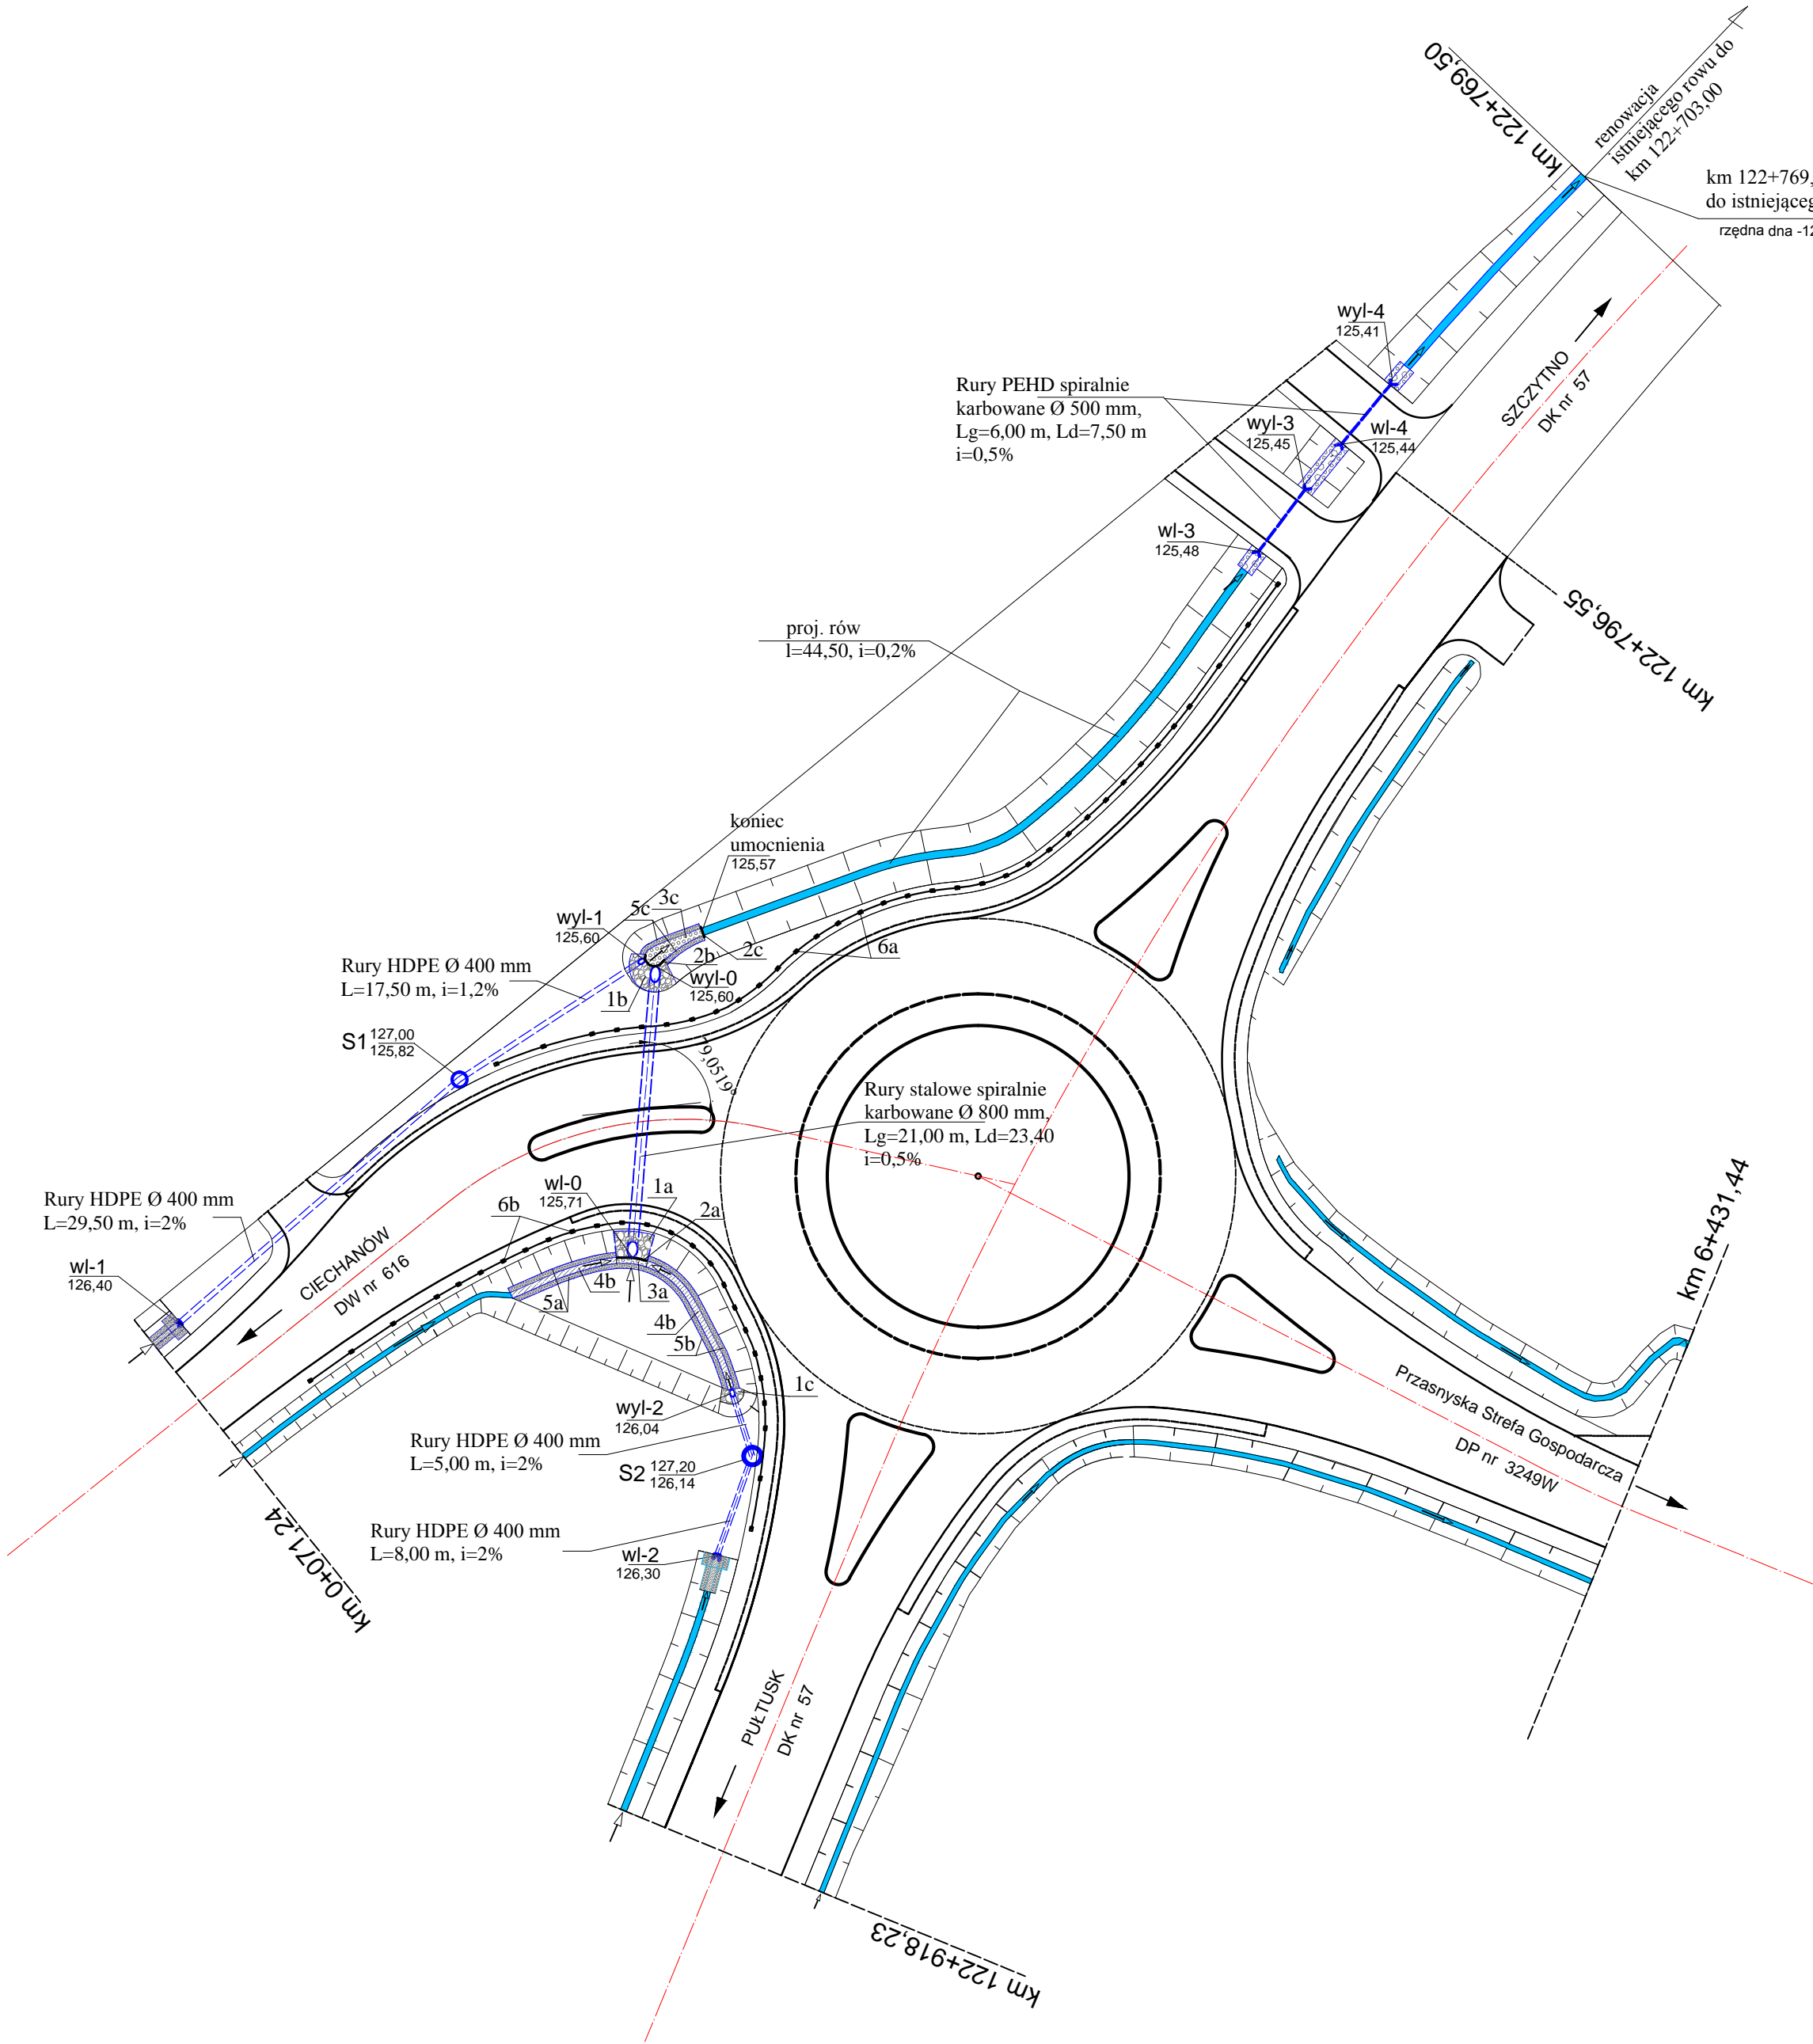 km 122+769,50
renowacja
istniejącego rowu do
km 122+703,00
km 122+769,
do istniejąceg
rzędna dna -12
wyl-4
125,41
SZCZYTNO
DK nr 57
Rury PEHD spiralnie
karbowane Ø 500 mm,
Lg=6,00 m, Ld=7,50 m
i=0,5%
wyl-3
125,45
wl-4
125,44
wl-3
125,48
km 122+796,55
proj. rów
l=44,50, i=0,2%
koniec
umocnienia
125,57
3c
5c
wyl-1
125,60
2c
2b
6a
wyl-0
125,60
1b
Rury HDPE Ø 400 mm
L=17,50 m, i=1,2%
S1
127,00
125,82
79,0519°
Rury stalowe spiralnie
karbowane Ø 800 mm,
Lg=21,00 m, Ld=23,40
i=0,5%
Rury HDPE Ø 400 mm
L=29,50 m, i=2%
wl-0
125,71
1a
2a
6b
wl-1
126,40
CIECHANÓW
DW nr 616
4b
3a
5a
4b
5b
1c
wyl-2
126,04
km 6+431,44
Przasnyska Strefa Gospodarcza
DP nr 3249W
Rury HDPE Ø 400 mm
L=5,00 m, i=2%
S2
127,20
126,14
Rury HDPE Ø 400 mm
L=8,00 m, i=2%
wl-2
126,30
km 0+071,24
PUŁTUSK
DK nr 57
km 122+918,23